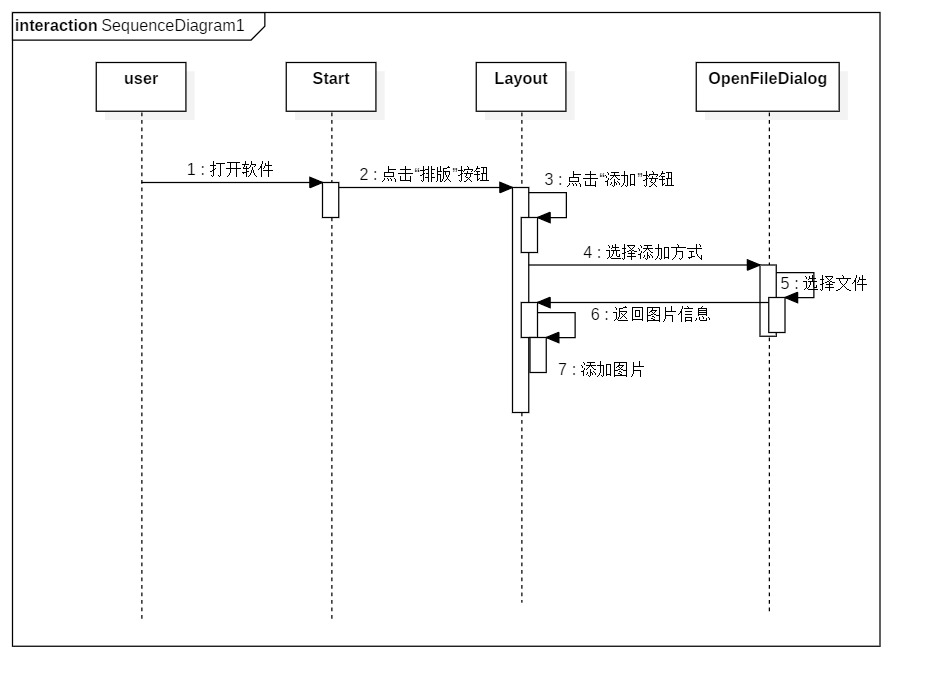 interaction SequenceDiagram1
user
Start
Layout
OpenFileDialog
1 : 打开软件
2 : 点击“排版”按钮
3 : 点击“添加”按钮
4 : 选择添加方式
5 : 选择文件
6 : 返回图片信息
7 : 添加图片